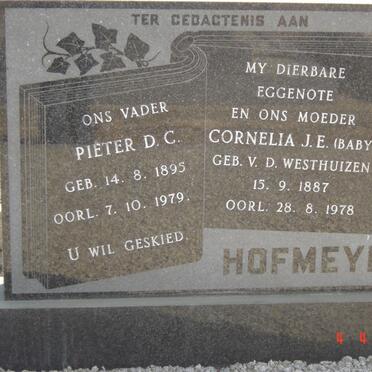 TER GEDAGTENIS AAN
ONS VADER
PIETER D. C.
GEB. 14. 8. 1895
OORL. 7. 10. 1979.
U WIL GESKIED.
MY DIERBARE
EGGENOTE
EN ONS MOEDER
CORNELIA J. E. (BABY
GEB. V. D. WESTHUIZEN
15. 9. 1887
OORL. 28. 8. 1978
HOFMEY